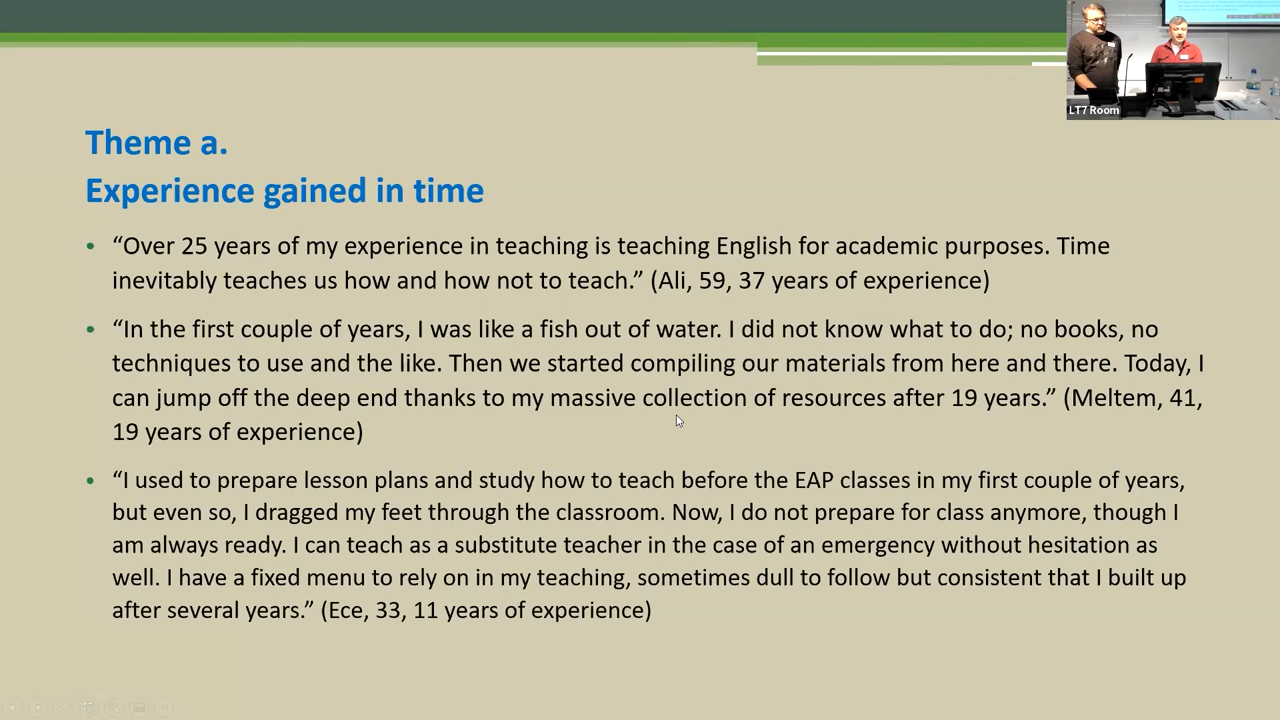 LT7 Room
Theme a.
Experience gained in time
• “Over 25 years of my experience in teaching is teaching English for academic purposes. Time
inevitably teaches us how and how not to teach.” (Ali, 59, 37 years of experience)
• “In the first couple of years, I was like a fish out of water. I did not know what to do; no books, no
techniques to use and the like. Then we started compiling our materials from here and there. Today, I
can jump off the deep end thanks to my massive collection of resources after 19 years.” (Meltem, 41,
19 years of experience)
• “I used to prepare lesson plans and study how to teach before the EAP classes in my first couple of years,
but even so, I dragged my feet through the classroom. Now, I do not prepare for class anymore, though I
am always ready. I can teach as a substitute teacher in the case of an emergency without hesitation as
well. I have a fixed menu to rely on in my teaching, sometimes dull to follow but consistent that I built up
after several years.” (Ece, 33, 11 years of experience)